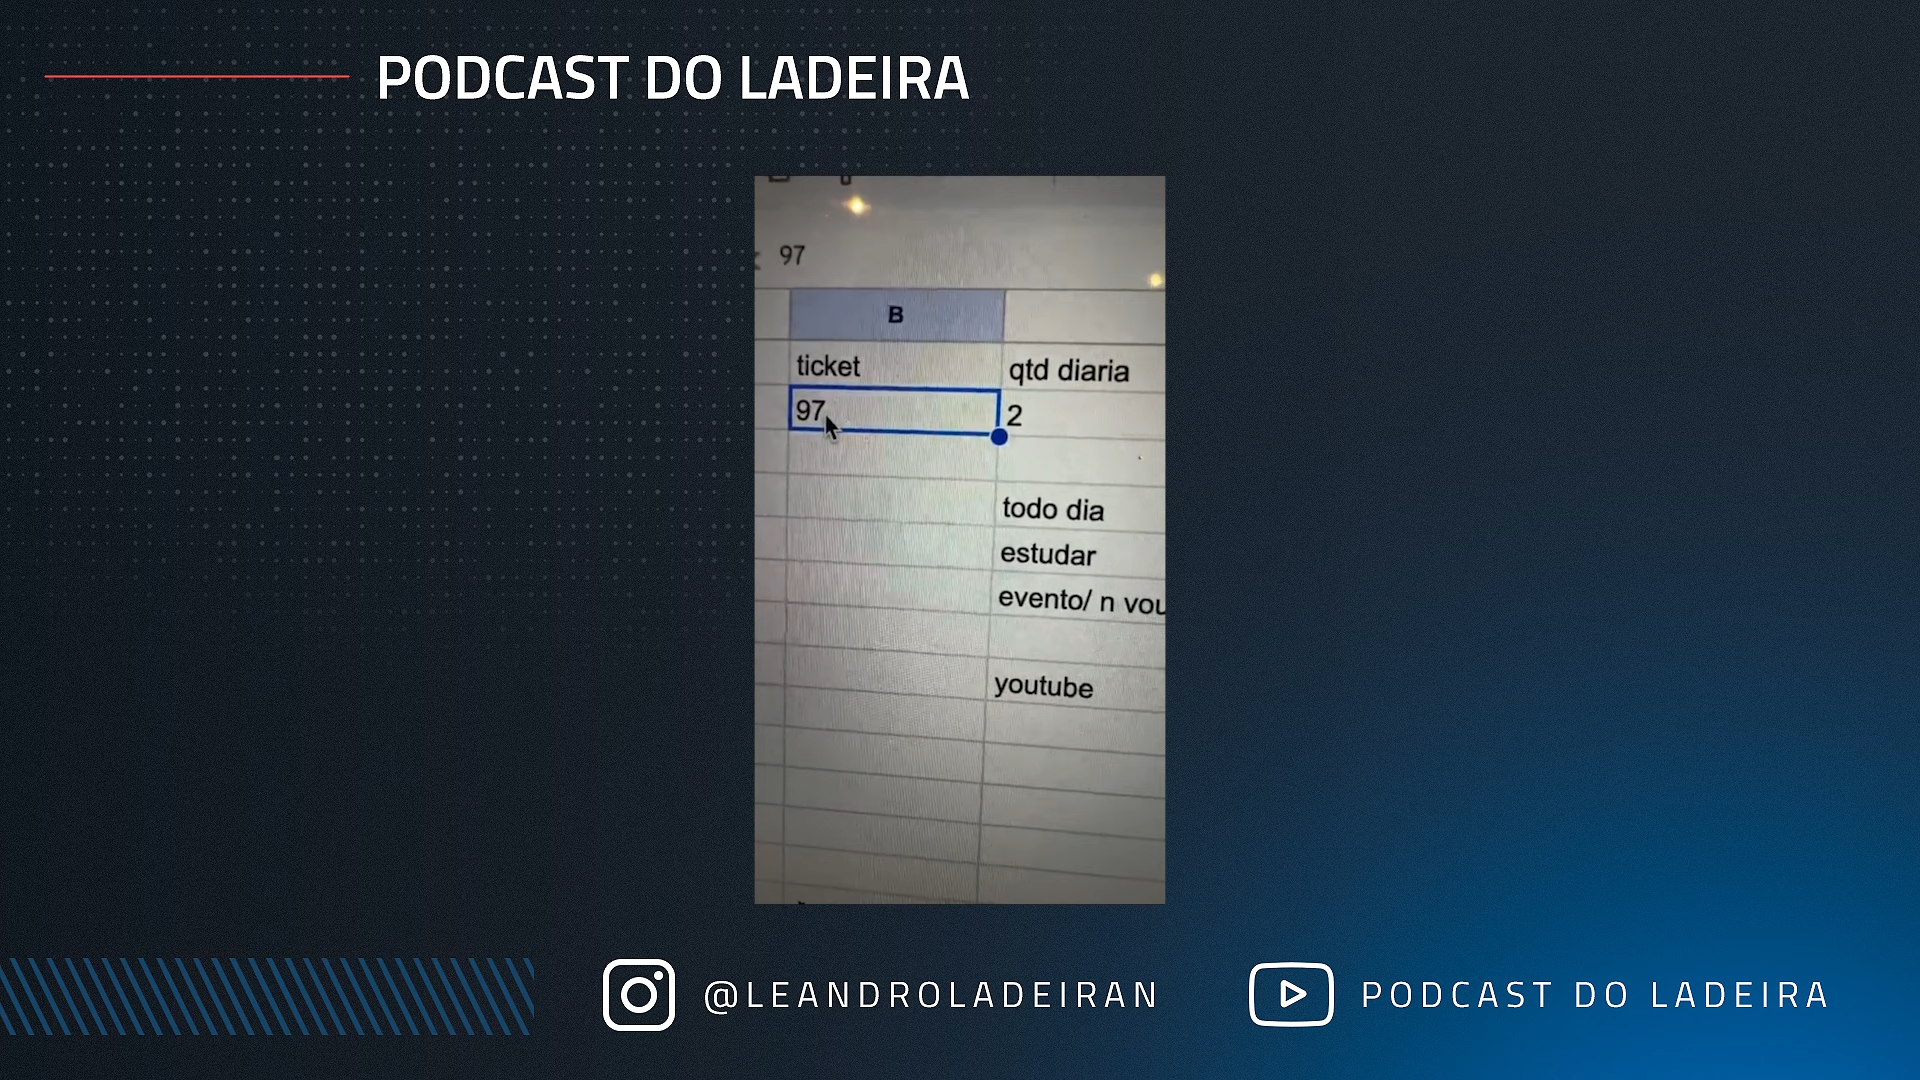 PODCAST DO LADEIRA
97
B
ticket
qtd diaria
97
2
todo dia
estudar
evento/ n vou
youtube
@LEANDROLADEIRAN
PODCAST DO LADEIRA